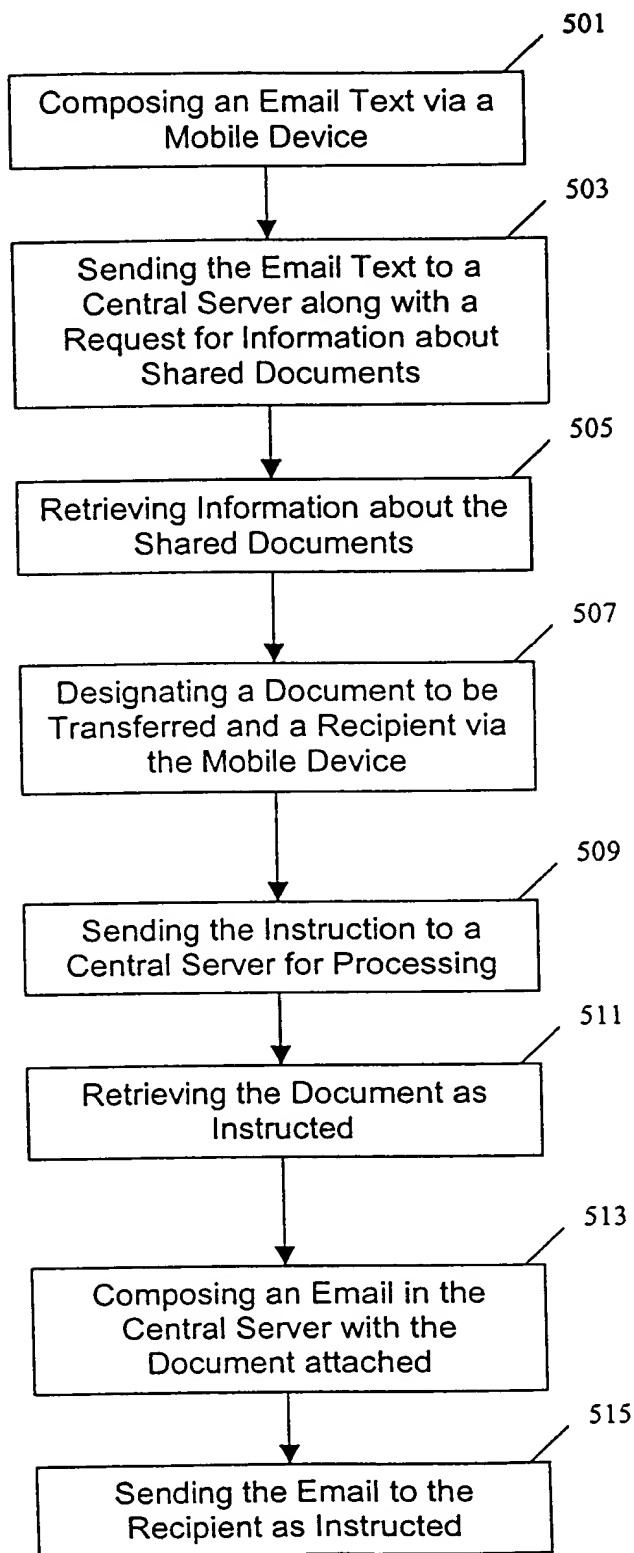 501
Composing an Email Text via a
Mobile Device
503
Sending the Email Text to a
Central Server along with a
Request for Information about
Shared Documents
505
Retrieving Information about the
Shared Documents
507
Designating a Document to be
Transferred and a Recipient via
the Mobile Device
509
Sending the Instruction to a
Central Server for Processing
511
Retrieving the Document as
Instructed
513
Composing an Email in the
Central Server with the
Document attached
515
Sending the Email to the
Recipient as Instructed